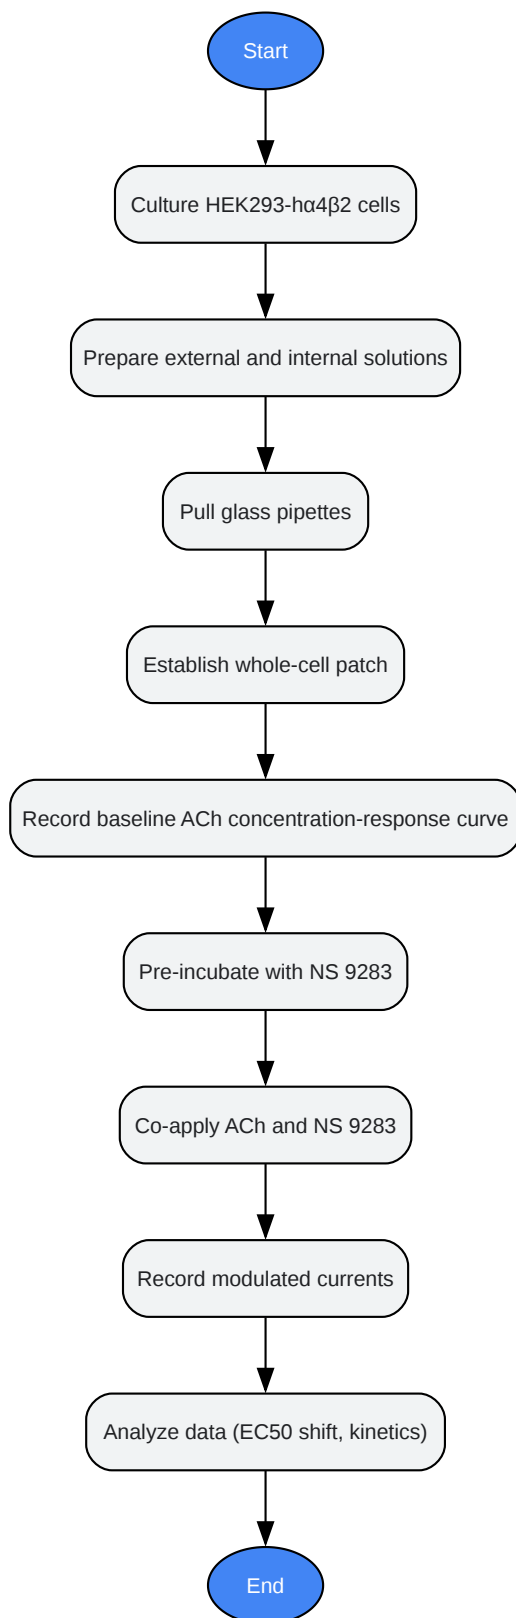 Start
Culture HEK293-hα4β2 cells
Prepare external and internal solutions
Pull glass pipettes
Establish whole-cell patch
Record baseline ACh concentration-response curve
Pre-incubate with NS 9283
Co-apply ACh and NS 9283
Record modulated currents
Analyze data (EC50 shift, kinetics)
End